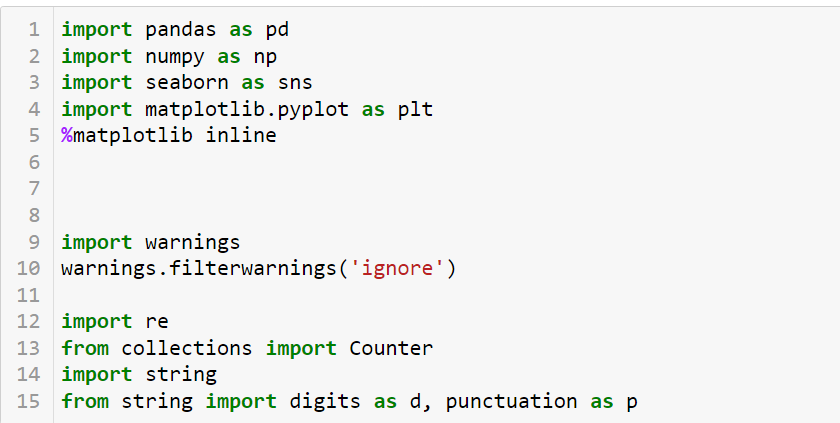 1 import pandas as pd
2 import numpy as np
3 import seaborn as sns
4 import matplotlib.pyplot as plt
5 %matplotlib inline
6
7
8
9 import warnings
10 warnings.filterwarnings('ignore')
11
12 import re
13 from collections import Counter
14 import string
15 from string import digits as d, punctuation as p